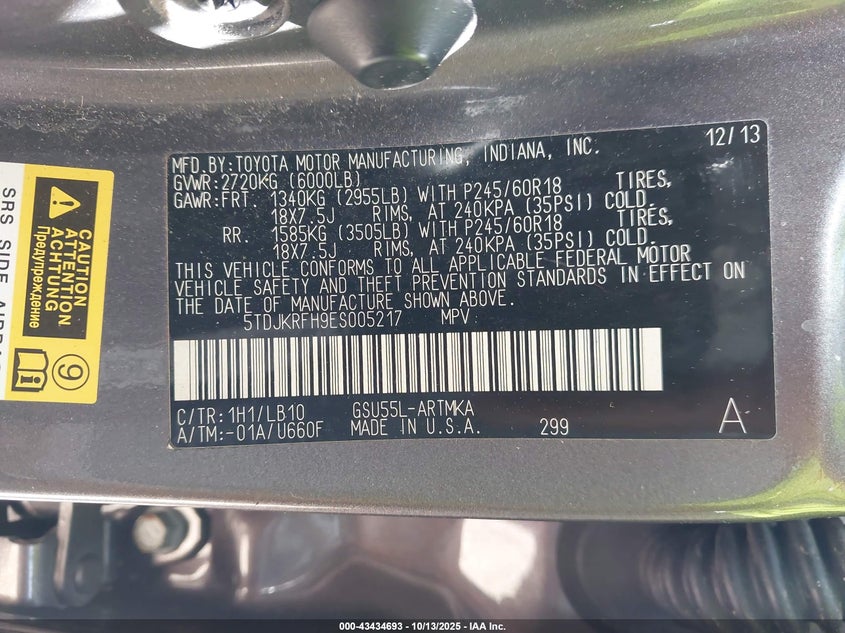 12/13
MFD.BY:TOYOTA MOTOR MANUFACTURING, INDIANA, INC.
GVWR:2720KG (6000LB)
GAWR:FRT. 1340KG (2955LB) WITH P245/60R18 TIRES,
18X7.5J RIMS, AT 240KPA (35PSI) COLD.
RR. 1585KG (3505LB) WITH P245/60R18 TIRES,
18X7.5J RIMS, AT 240KPA (35PSI) COLD.
THIS VEHICLE CONFORMS TO ALL APPLICABLE FEDERAL MOTOR
VEHICLE SAFETY AND THEFT PREVENTION STANDARDS IN EFFECT ON
THE DATE OF MANUFACTURE SHOWN ABOVE.
5TDJKRFH9ES005217 MPV
C/TR:1H1/LB10 GSU55L-ARTMKA
A/TM:-01A/U660F MADE IN U.S.A. 299 A
CAUTION
ATTENTION
ACHTUNG
Предупреждение
9
SRS SIDE
000-43434693 - 10/13/2025 - IAA Inc.